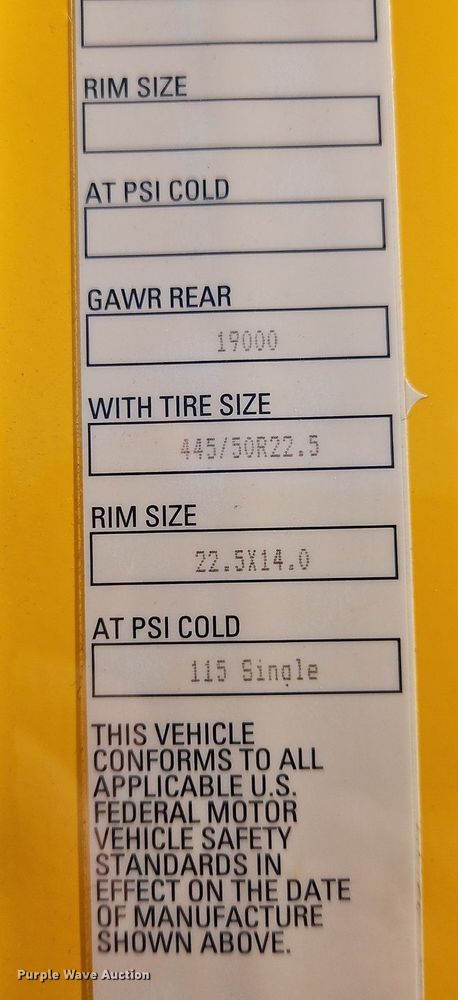 RIM SIZE
AT PSI COLD
GAWR REAR
19000
WITH TIRE SIZE
445/50R22.5
RIM SIZE
22.5X14.0
AT PSI COLD
115 Single
THIS VEHICLE
CONFORMS TO ALL
APPLICABLE U.S.
FEDERAL MOTOR
VEHICLE SAFETY
STANDARDS IN
EFFECT ON THE DATE
OF MANUFACTURE
SHOWN ABOVE.
Purple Wave Auction